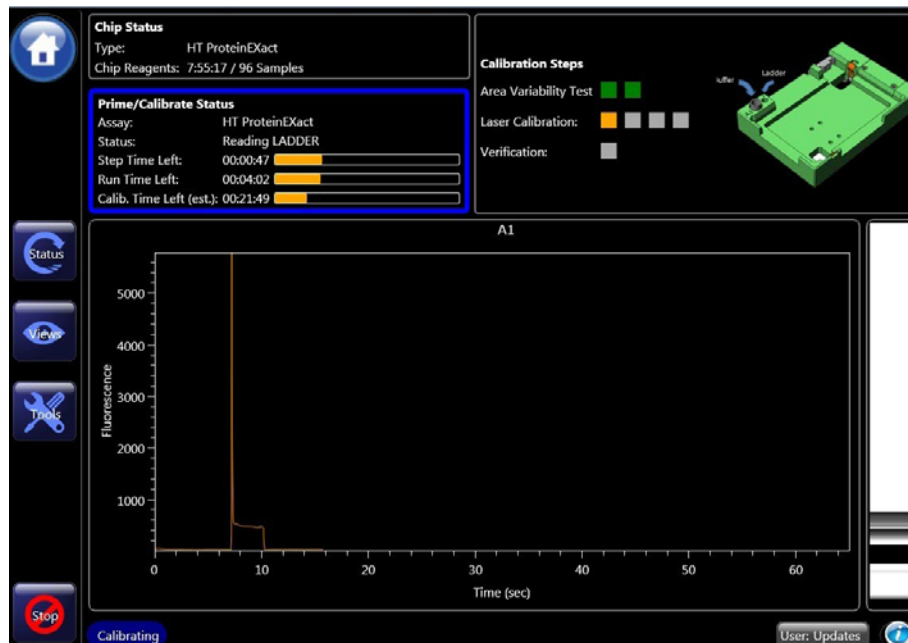 Chip Status
Type: HT ProteinEXact
Chip Reagents: 7:55:17 / 96 Samples
Prime/Calibrate Status
Assay: HT ProteinEXact
Status: Reading LADDER
Step Time Left: 00:00:47
Run Time Left: 00:04:02
Calib. Time Left (est.): 00:21:49
Calibration Steps
Area Variability Test
Laser Calibration:
Verification:
Buffer
Ladder
Status
Views
Tools
Stop
A1
Fluorescence
5000
4000
3000
2000
1000
0 10 20 30 40 50 60
Time (sec)
Calibrating
User: Updates
i